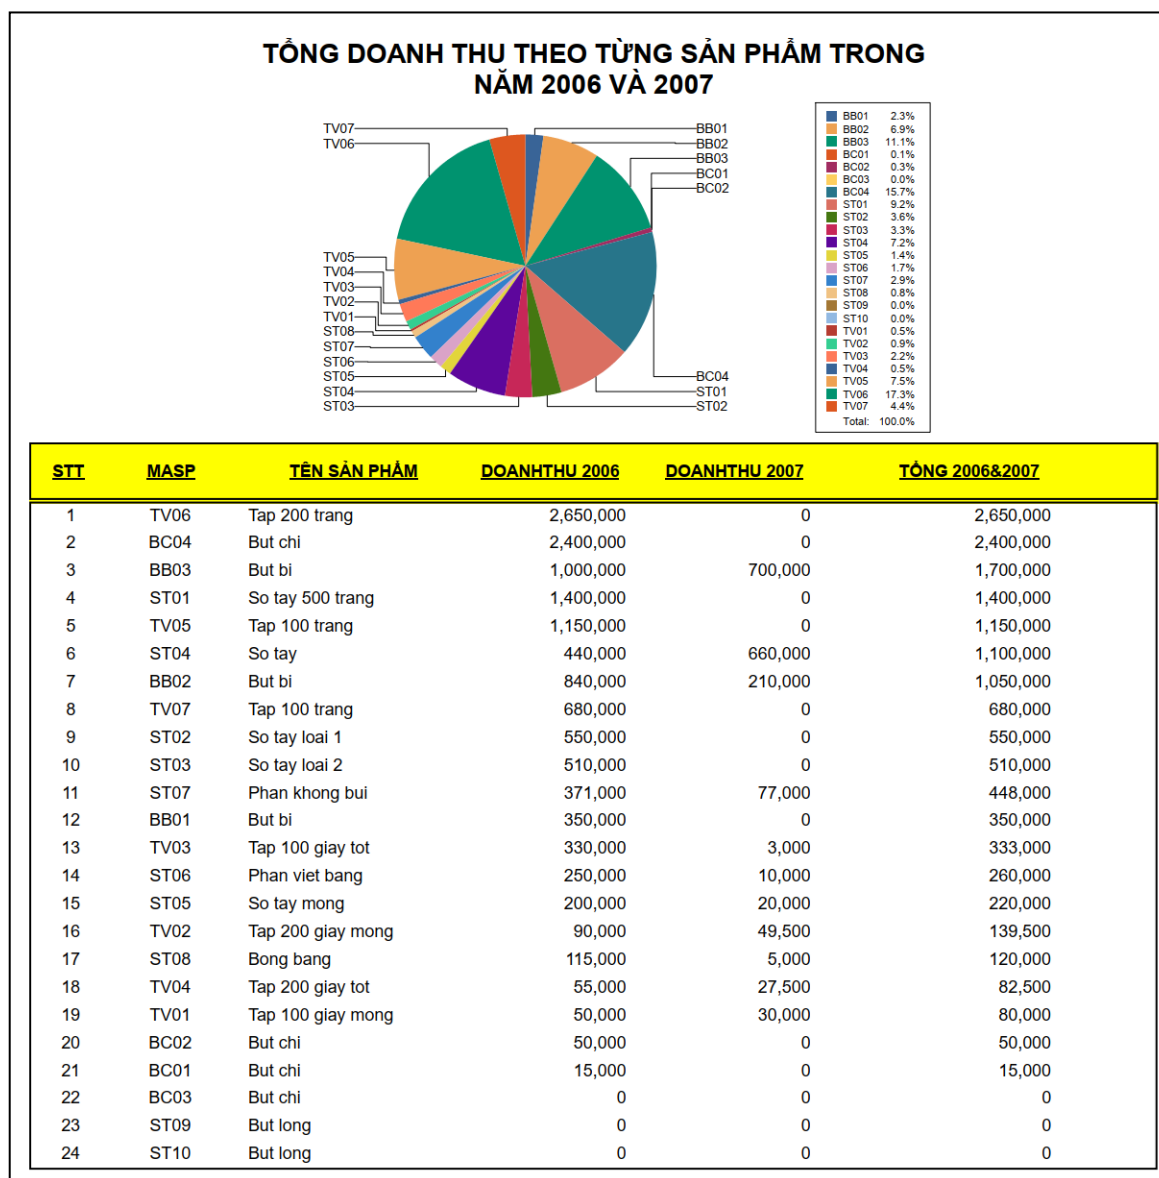 TỔNG DOANH THU THEO TỪNG SẢN PHẨM TRONG
NĂM 2006 VÀ 2007
TV07
TV06
TV05
TV04
TV03
TV02
TV01
ST08
ST07
ST06
ST05
ST04
ST03
BB01
BB02
BB03
BC01
BC02
BC04
ST01
ST02
BB01 2.3%
BB02 6.9%
BB03 11.1%
BC01 0.1%
BC02 0.3%
BC03 0.0%
BC04 15.7%
ST01 9.2%
ST02 3.6%
ST03 3.3%
ST04 7.2%
ST05 1.4%
ST06 1.7%
ST07 2.9%
ST08 0.8%
ST09 0.0%
ST10 0.0%
TV01 0.5%
TV02 0.9%
TV03 2.2%
TV04 0.5%
TV05 7.5%
TV06 17.3%
TV07 4.4%
Total: 100.0%
STT MASP TÊN SẢN PHẨM DOANHTHU 2006 DOANHTHU 2007 TỔNG 2006&2007
1 TV06 Tap 200 trang 2,650,000 0 2,650,000
2 BC04 But chi 2,400,000 0 2,400,000
3 BB03 But bi 1,000,000 700,000 1,700,000
4 ST01 So tay 500 trang 1,400,000 0 1,400,000
5 TV05 Tap 100 trang 1,150,000 0 1,150,000
6 ST04 So tay 440,000 660,000 1,100,000
7 BB02 But bi 840,000 210,000 1,050,000
8 TV07 Tap 100 trang 680,000 0 680,000
9 ST02 So tay loai 1 550,000 0 550,000
10 ST03 So tay loai 2 510,000 0 510,000
11 ST07 Phan khong bui 371,000 77,000 448,000
12 BB01 But bi 350,000 0 350,000
13 TV03 Tap 100 giay tot 330,000 3,000 333,000
14 ST06 Phan viet bang 250,000 10,000 260,000
15 ST05 So tay mong 200,000 20,000 220,000
16 TV02 Tap 200 giay mong 90,000 49,500 139,500
17 ST08 Bong bang 115,000 5,000 120,000
18 TV04 Tap 200 giay tot 55,000 27,500 82,500
19 TV01 Tap 100 giay mong 50,000 30,000 80,000
20 BC02 But chi 50,000 0 50,000
21 BC01 But chi 15,000 0 15,000
22 BC03 But chi 0 0 0
23 ST09 But long 0 0 0
24 ST10 But long 0 0 0